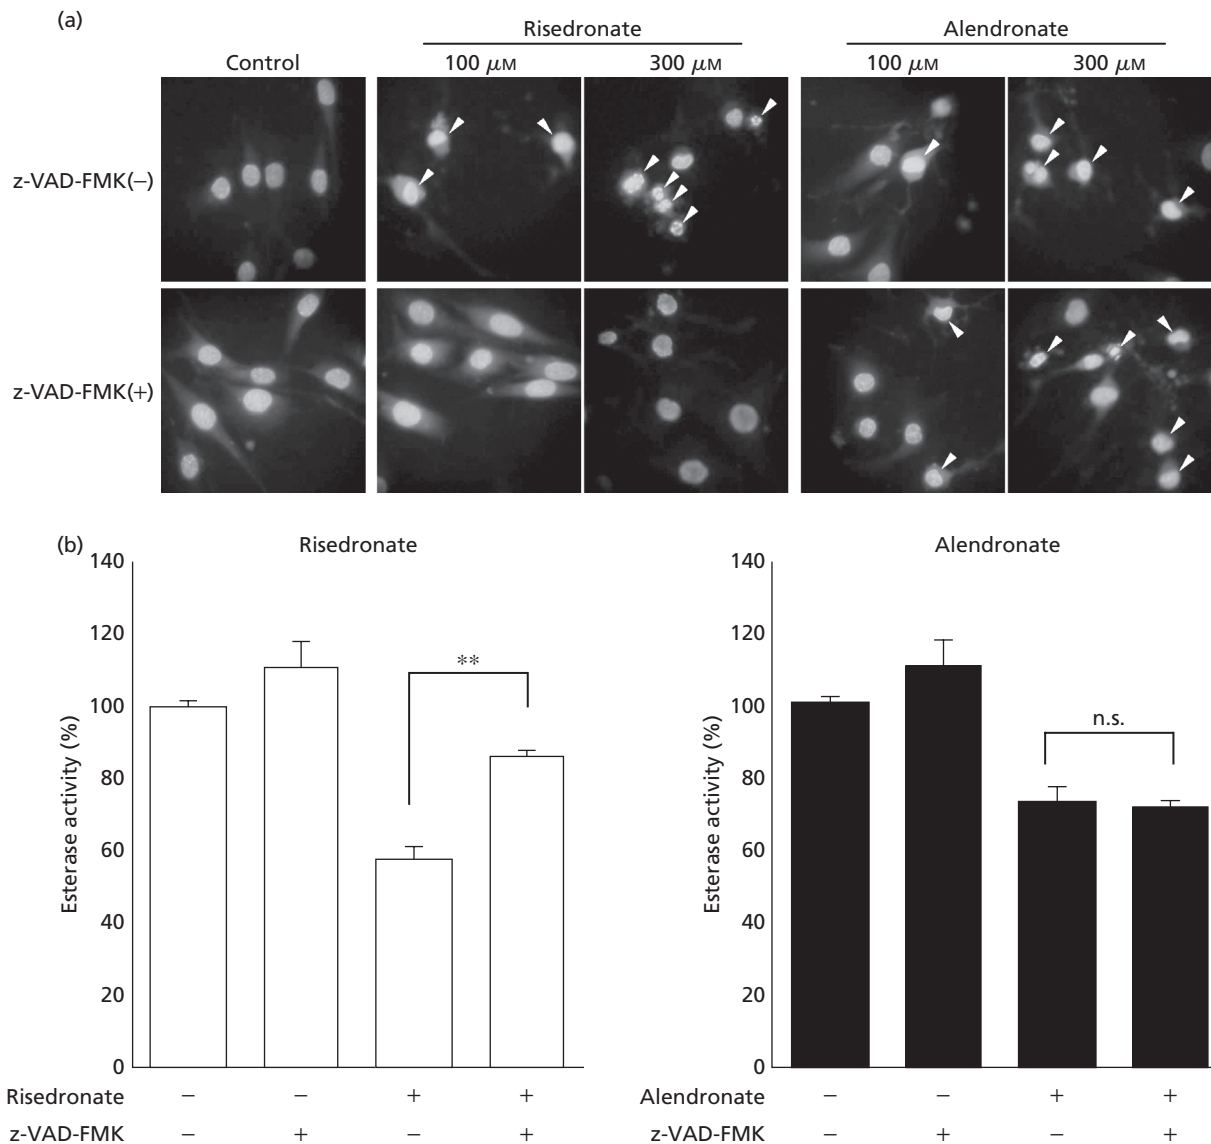 (a)
Risedronate Alendronate
Control 100 μM 300 μM 100 μM 300 μM
z-VAD-FMK(−)
z-VAD-FMK(+)
(b)
Risedronate
140
120
100
80
60
40
20
0
Esterase activity (%)
**
Risedronate − − + +
z-VAD-FMK − + − +
Alendronate
140
120
100
80
60
40
20
0
Esterase activity (%)
n.s.
Alendronate − − + +
z-VAD-FMK − + − +